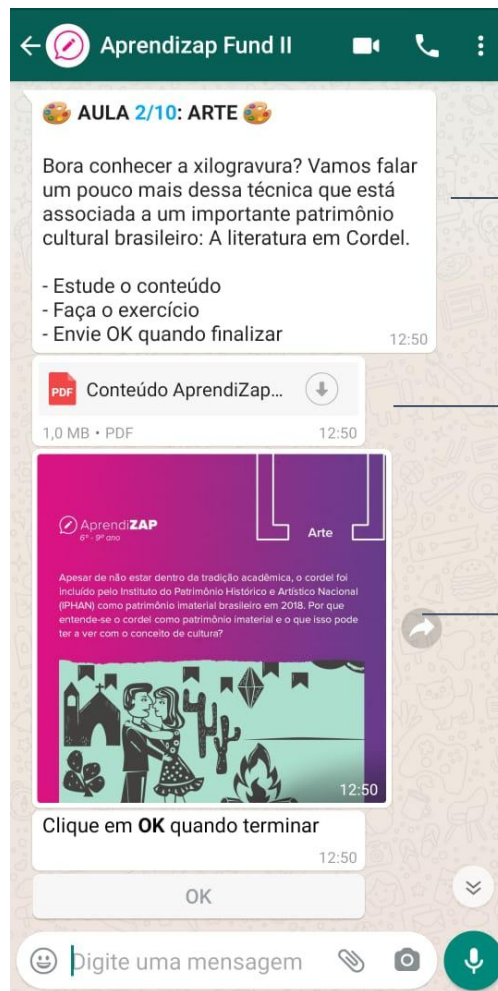 Aprendizap Fund II
AULA 2/10: ARTE
Bora conhecer a xilogravura? Vamos falar
um pouco mais dessa técnica que está
associada a um importante patrimônio
cultural brasileiro: A literatura em Cordel.
- Estude o conteúdo
- Faça o exercício
- Envie OK quando finalizar
12:50
PDF
Conteúdo AprendiZap...
1,0 MB • PDF
12:50
AprendiZAP
6º - 9º ano
Arte
Apesar de não estar dentro da tradição acadêmica, o cordel foi
incluído pelo Instituto do Patrimônio Histórico e Artístico Nacional
(IPHAN) como patrimônio imaterial brasileiro em 2018. Por que
entende-se o cordel como patrimônio imaterial e o que isso pode
ter a ver com o conceito de cultura?
12:50
Clique em OK quando terminar
12:50
OK
Digite uma mensagem